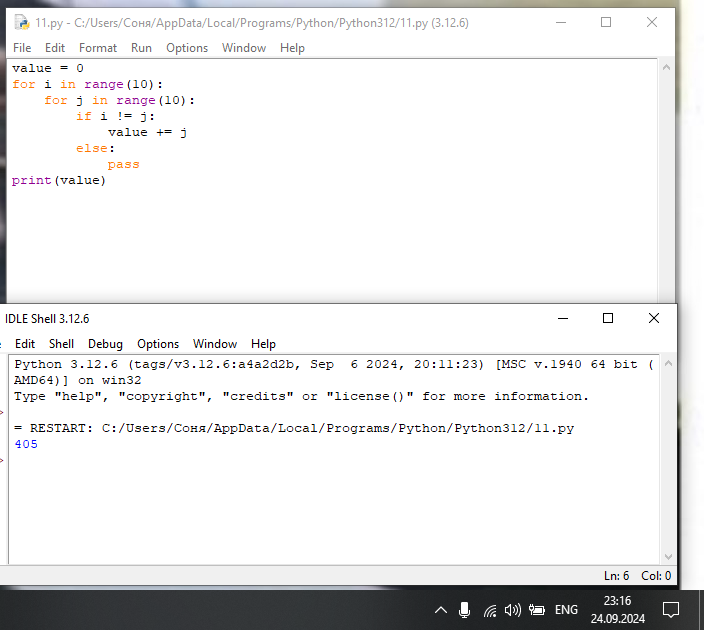 11.py - C:/Users/Соня/AppData/Local/Programs/Python/Python312/11.py (3.12.6)
File Edit Format Run Options Window Help
value = 0
for i in range(10):
    for j in range(10):
        if i != j:
            value += j
        else:
            pass
print(value)
IDLE Shell 3.12.6
Edit Shell Debug Options Window Help
Python 3.12.6 (tags/v3.12.6:a4a2d2b, Sep  6 2024, 20:11:23) [MSC v.1940 64 bit (
AMD64)] on win32
Type "help", "copyright", "credits" or "license()" for more information.
= RESTART: C:/Users/Соня/AppData/Local/Programs/Python/Python312/11.py
405
Ln: 6 Col: 0
ENG
23:16
24.09.2024